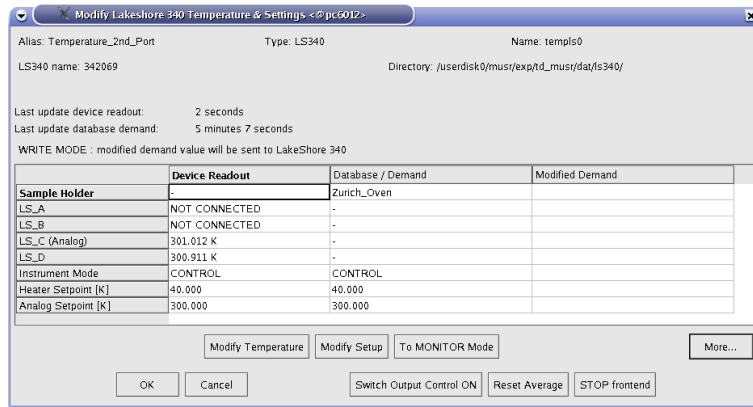 Modify Lakeshore 340 Temperature & Settings <@pc6012>
Alias: Temperature_2nd_Port Type: LS340 Name: templs0
LS340 name: 342069 Directory: /userdisk0/musr/exp/td_musr/dat/ls340/
Last update device readout: 2 seconds
Last update database demand: 5 minutes 7 seconds
WRITE MODE : modified demand value will be sent to LakeShore 340
Device Readout Database / Demand Modified Demand
Sample Holder - Zurich_Oven
LS_A NOT CONNECTED -
LS_B NOT CONNECTED -
LS_C (Analog) 301.012 K -
LS_D 300.911 K -
Instrument Mode CONTROL CONTROL
Heater Setpoint [K] 40.000 40.000
Analog Setpoint [K] 300.000 300.000
Modify Temperature Modify Setup To MONITOR Mode More...
OK Cancel Switch Output Control ON Reset Average STOP frontend